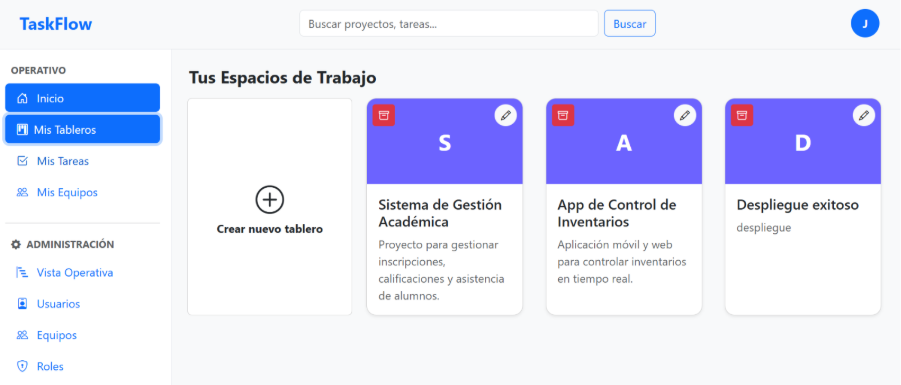 TaskFlow
Buscar proyectos, tareas...
Buscar
J
OPERATIVO
Inicio
Mis Tableros
Mis Tareas
Mis Equipos
ADMINISTRACIÓN
Vista Operativa
Usuarios
Equipos
Roles
Tus Espacios de Trabajo
Crear nuevo tablero
S
Sistema de Gestión
Académica
Proyecto para gestionar
inscripciones,
calificaciones y asistencia
de alumnos.
A
App de Control de
Inventarios
Aplicación móvil y web
para controlar inventarios
en tiempo real.
D
Despliegue exitoso
despliegue